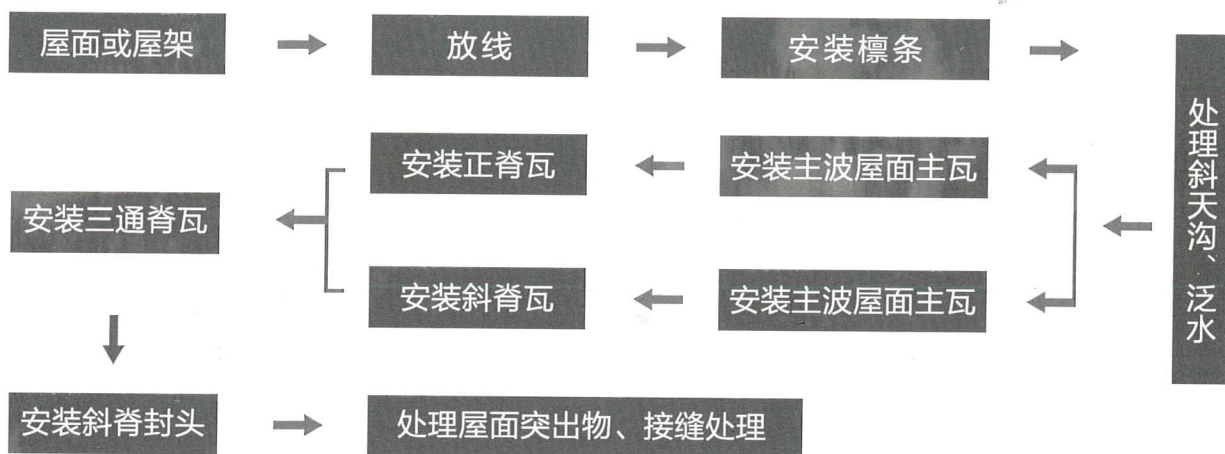 屋面或屋架
放线
安装檩条
处理斜天沟、泛水
安装正脊瓦
安装主波屋面主瓦
安装三通脊瓦
安装斜脊瓦
安装主波屋面主瓦
安装斜脊封头
处理屋面突出物、接缝处理